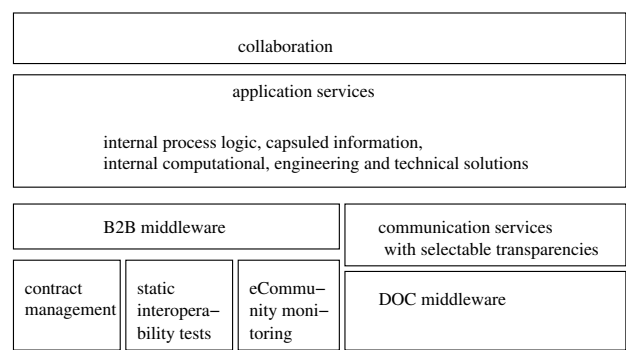 collaboration
application services
internal process logic, capsuled information,
internal computational, engineering and technical solutions
B2B middleware
communication services
with selectable transparencies
contract
management
static
interopera−
bility tests
eCommu−
nity moni−
toring
DOC middleware